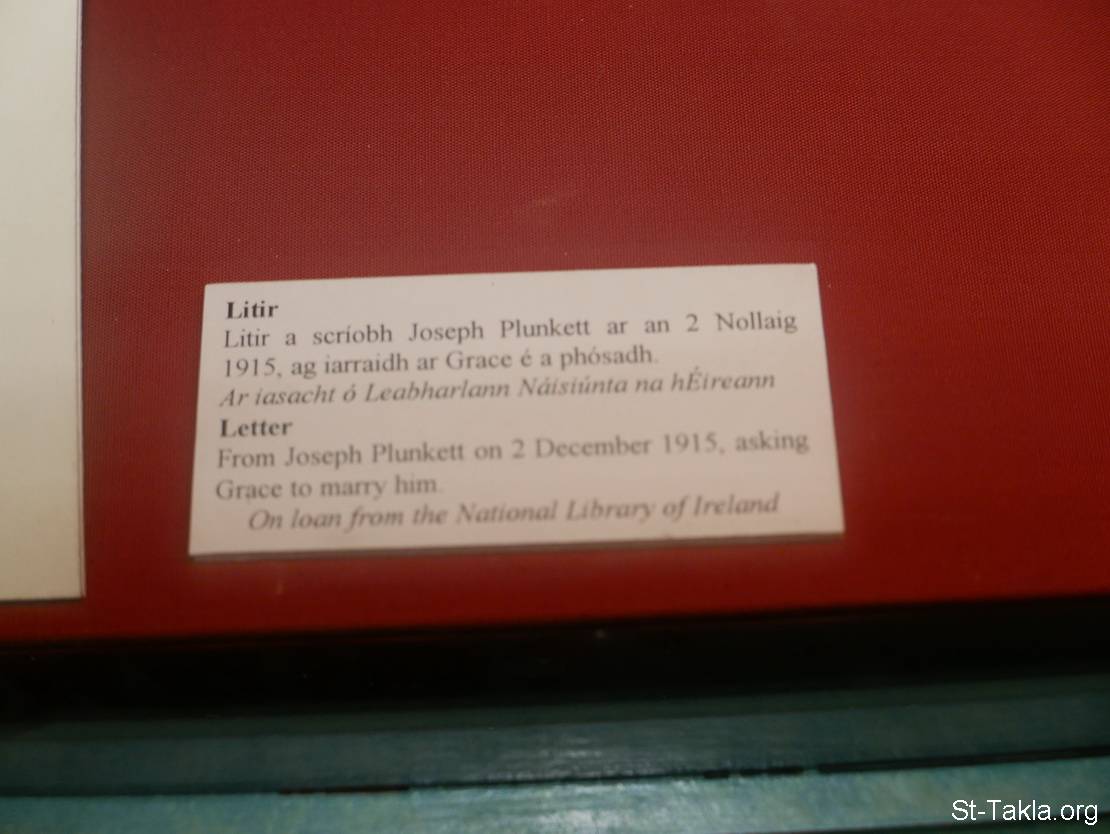 Litir
Litir a scríobh Joseph Plunkett ar an 2 Nollaig
1915, ag iarraidh ar Grace é a phósadh.
Ar iasacht ó Leabharlann Náisiúnta na hÉireann
Letter
From Joseph Plunkett on 2 December 1915, asking
Grace to marry him.
On loan from the National Library of Ireland
St-Takla.org